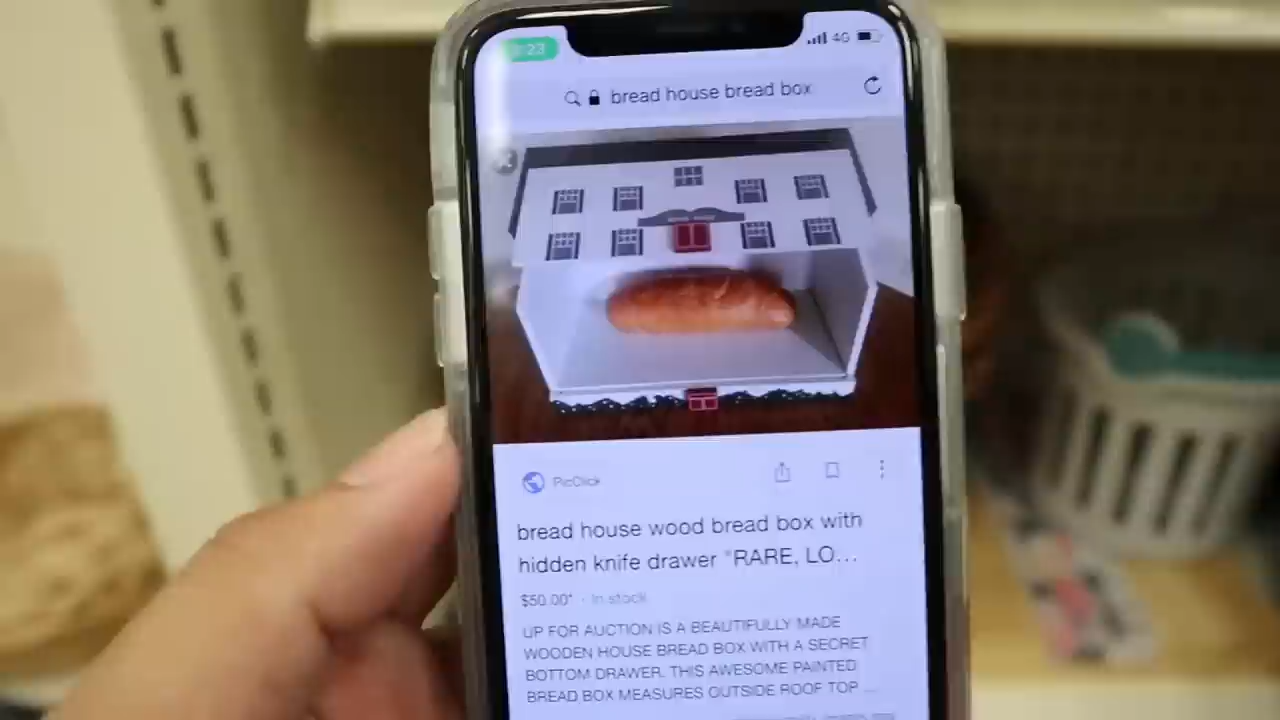 4G
bread house bread box
PicClick
bread house wood bread box with
hidden knife drawer "RARE, LO...
$50.00* · In stock
UP FOR AUCTION IS A BEAUTIFULLY MADE
WOODEN HOUSE BREAD BOX WITH A SECRET
BOTTOM DRAWER. THIS AWESOME PAINTED
BREAD BOX MEASURES OUTSIDE ROOF TOP ...